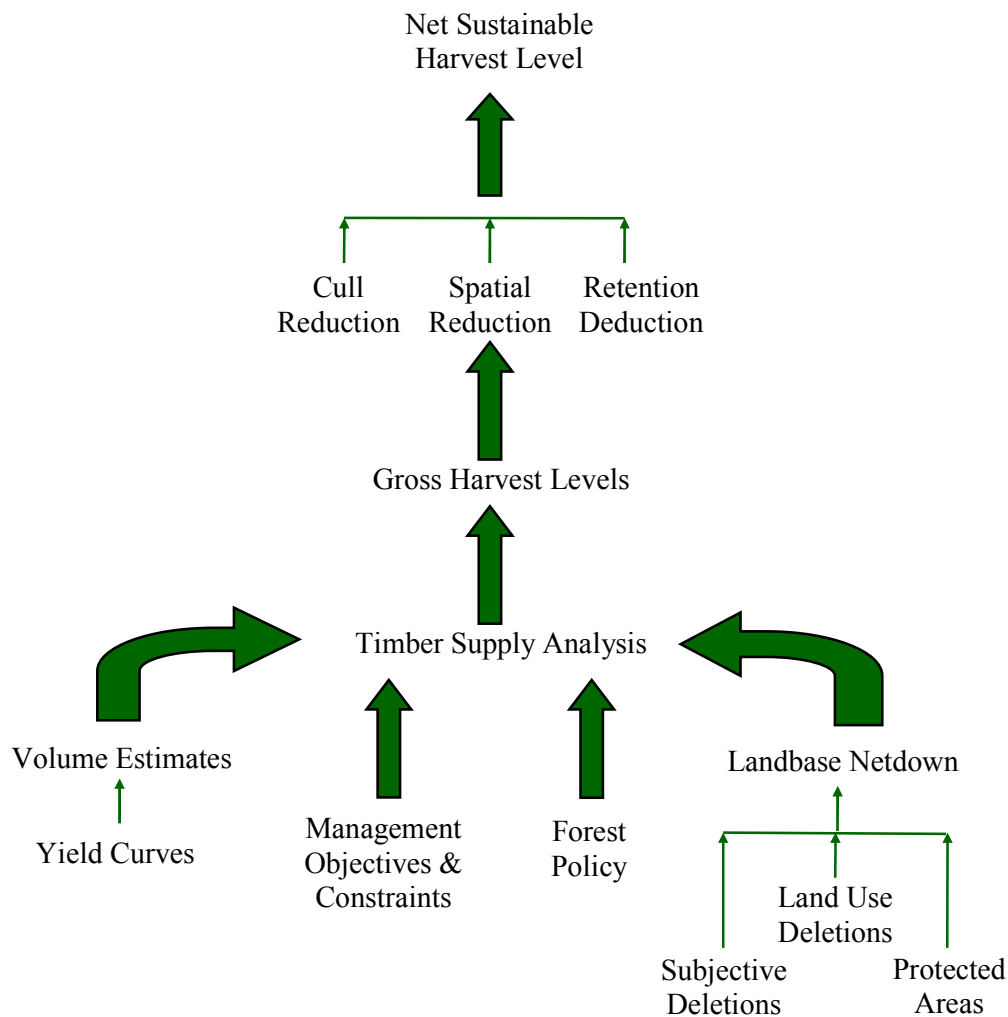 Net Sustainable
Harvest Level
Cull
Reduction
Spatial
Reduction
Retention
Deduction
Gross Harvest Levels
Timber Supply Analysis
Volume Estimates
Landbase Netdown
Yield Curves
Management
Objectives &
Constraints
Forest
Policy
Land Use
Deletions
Subjective
Deletions
Protected
Areas